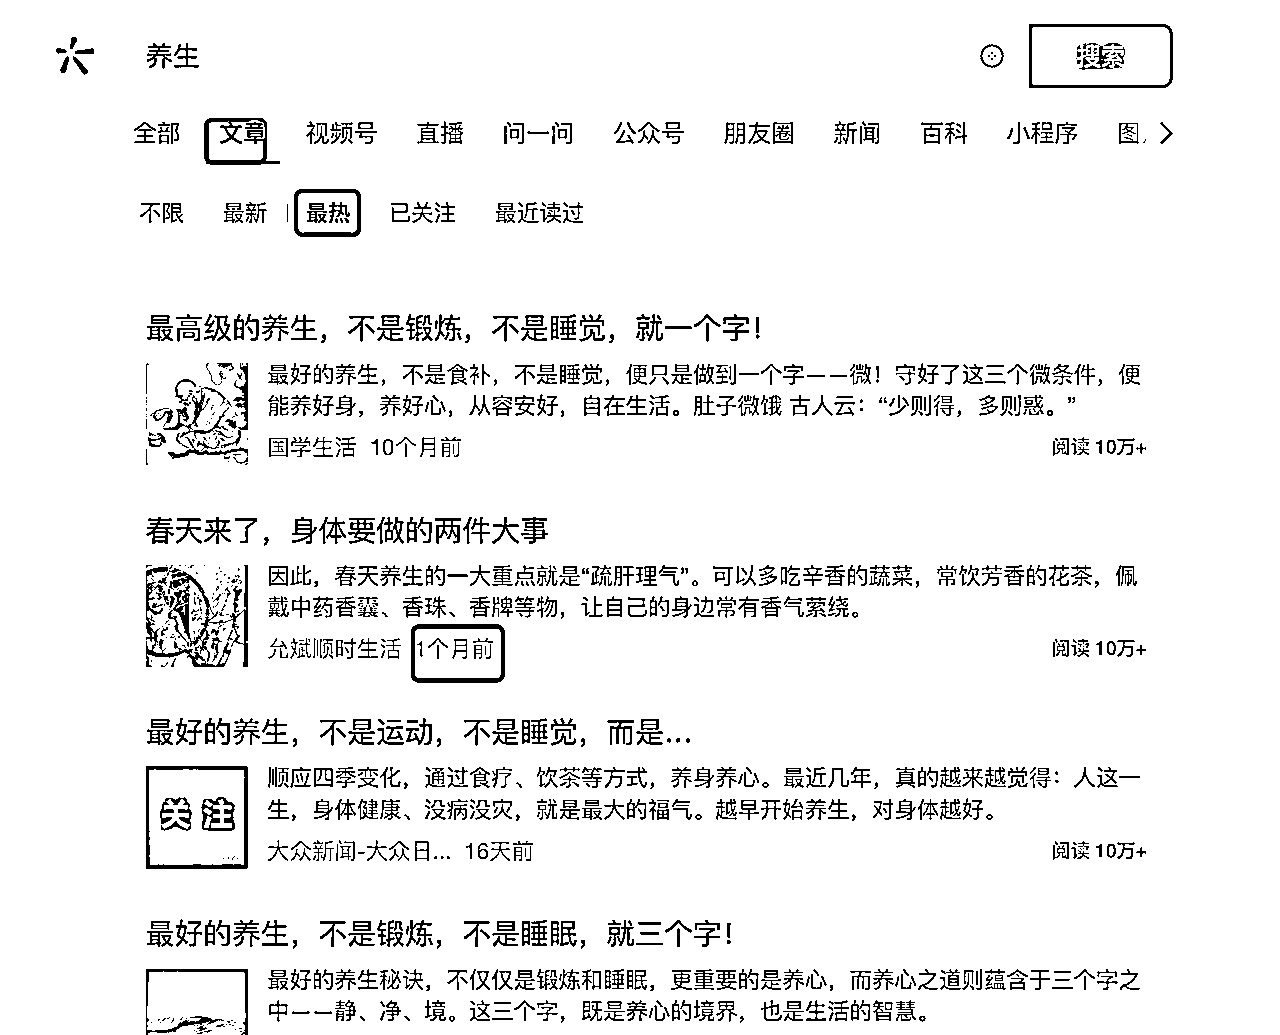 养生
搜索
全部 文章 视频号 直播 问一问 公众号 朋友圈 新闻 百科 小程序 图
不限 最新 最热 已关注 最近读过
最高级的养生，不是锻炼，不是睡觉，就一个字！
最好的养生，不是食补，不是睡觉，便只是做到一个字——微！守好了这三个微条件，便
能养好身，养好心，从容安好，自在生活。肚子微饿 古人云：“少则得，多则惑。”
国学生活 10个月前 阅读 10万+
春天来了，身体要做的两件大事
因此，春天养生的一大重点就是“疏肝理气”。可以多吃辛香的蔬菜，常饮芳香的花茶，佩
戴中药香囊、香珠、香牌等物，让自己的身边常有香气萦绕。
允斌顺时生活 1个月前 阅读 10万+
最好的养生，不是运动，不是睡觉，而是...
关注
顺应四季变化，通过食疗、饮茶等方式，养身养心。最近几年，真的越来越觉得：人这一
生，身体健康、没病没灾，就是最大的福气。越早开始养生，对身体越好。
大众新闻-大众日... 16天前 阅读 10万+
最好的养生，不是锻炼，不是睡眠，就三个字！
最好的养生秘诀，不仅仅是锻炼和睡眠，更重要的是养心，而养心之道则蕴含于三个字之
中——静、净、境。这三个字，既是养心的境界，也是生活的智慧。